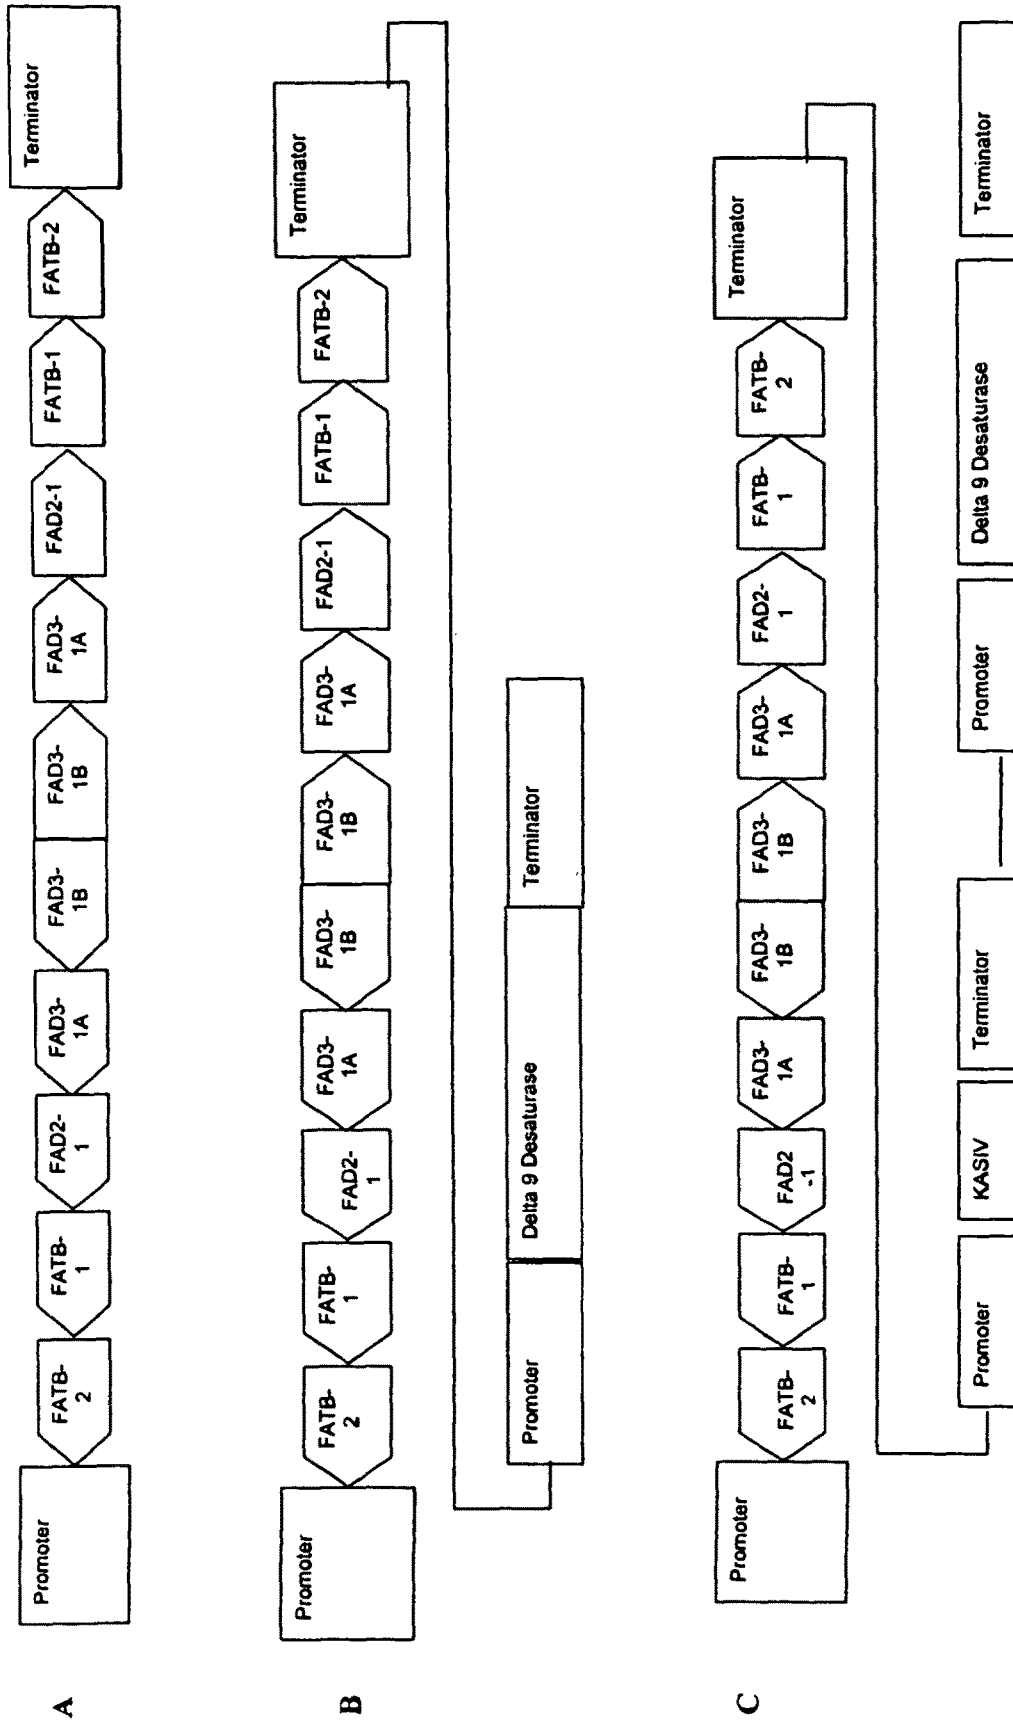 A
Promoter
FATB-
2
FATB-
1
FAD2-
1
FAD3-
1A
FAD3-
1B
FAD3-
1B
FAD3-
1A
FAD2-1
FATB-1
FATB-2
Terminator
B
Promoter
FATB-
2
FATB-
1
FAD2-
1
FAD3-
1A
FAD3-
1B
FAD3-
1B
FAD3-
1A
FAD2-1
FATB-1
FATB-2
Terminator
Promoter
Delta 9 Desaturase
Terminator
C
Promoter
FATB-
2
FATB-
1
FAD2
-1
FAD3-
1A
FAD3-
1B
FAD3-
1B
FAD3-
1A
FAD2-
1
FATB-
1
FATB-
2
Terminator
Promoter
KASIV
Terminator
Promoter
Delta 9 Desaturase
Terminator